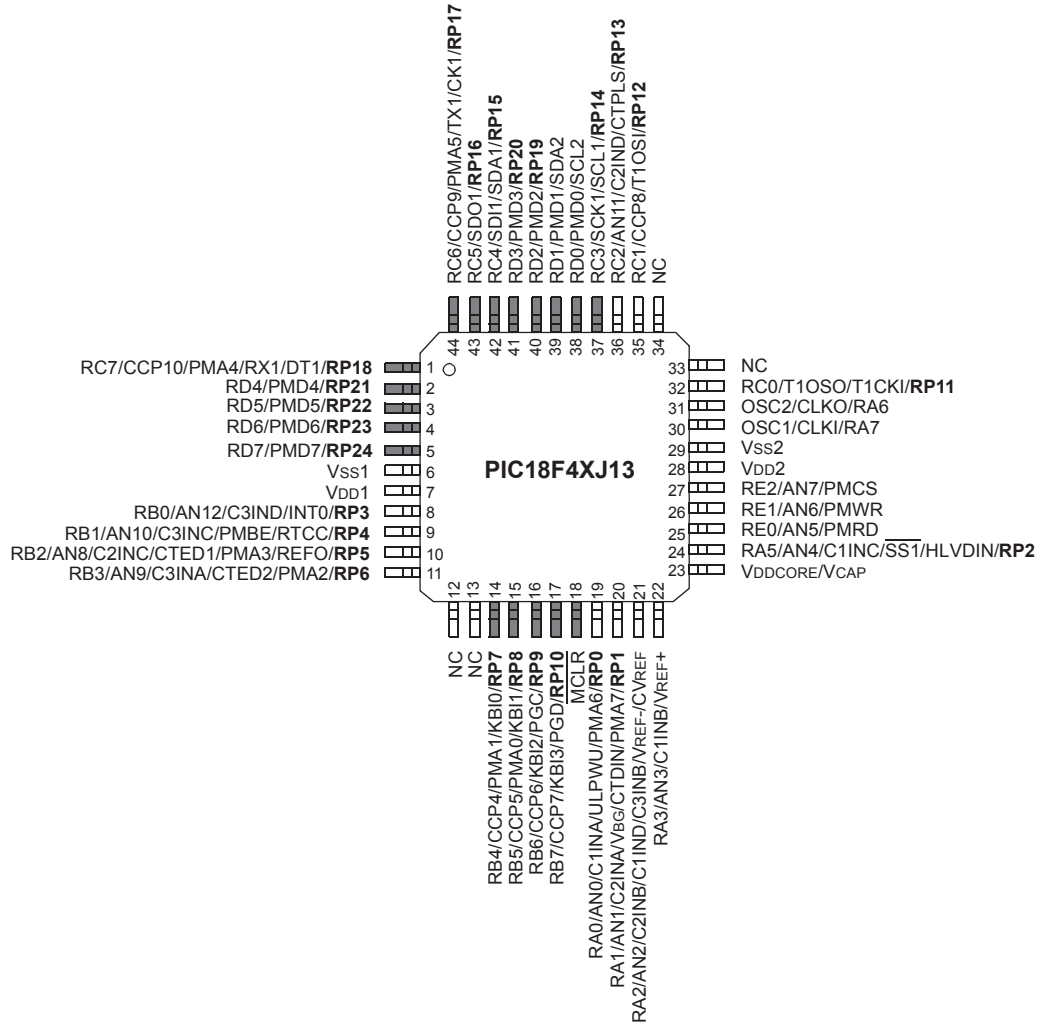 RC6/CCP9/PMA5/TX1/CK1/RP17
RC5/SDO1/RP16
RC4/SDI1/SDA1/RP15
RD3/PMD3/RP20
RD2/PMD2/RP19
RD1/PMD1/SDA2
RD0/PMD0/SCL2
RC3/SCK1/SCL1/RP14
RC2/AN11/C2IND/CTPLS/RP13
RC1/CCP8/T1OSI/RP12
NC
44
43
42
41
40
39
38
37
36
35
34
RC7/CCP10/PMA4/RX1/DT1/RP18 1
RD4/PMD4/RP21 2
RD5/PMD5/RP22 3
RD6/PMD6/RP23 4
RD7/PMD7/RP24 5
VSS1 6
VDD1 7
RB0/AN12/C3IND/INT0/RP3 8
RB1/AN10/C3INC/PMBE/RTCC/RP4 9
RB2/AN8/C2INC/CTED1/PMA3/REFO/RP5 10
RB3/AN9/C3INA/CTED2/PMA2/RP6 11
PIC18F4XJ13
33 NC
32 RC0/T1OSO/T1CKI/RP11
31 OSC2/CLKO/RA6
30 OSC1/CLKI/RA7
29 VSS2
28 VDD2
27 RE2/AN7/PMCS
26 RE1/AN6/PMWR
25 RE0/AN5/PMRD
24 RA5/AN4/C1INC/SS1/HLVDIN/RP2
23 VDDCORE/VCAP
12
13
14
15
16
17
18
19
20
21
22
NC
NC
RB4/CCP4/PMA1/KBI0/RP7
RB5/CCP5/PMA0/KBI1/RP8
RB6/CCP6/KBI2/PGC/RP9
RB7/CCP7/KBI3/PGD/RP10
MCLR
RA0/AN0/C1INA/ULPWU/PMA6/RP0
RA1/AN1/C2INA/VBG/CTDIN/PMA7/RP1
RA2/AN2/C2INB/C1IND/C3INB/VREF-/CVREF
RA3/AN3/C1INB/VREF+